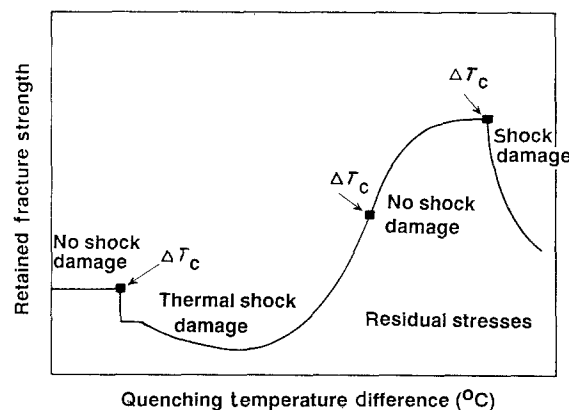 Retained fracture strength
ΔTc
Shock
damage
ΔTc
No shock
damage
No shock
damage
ΔTc
Thermal shock
damage
Residual stresses
Quenching temperature difference (ºC)